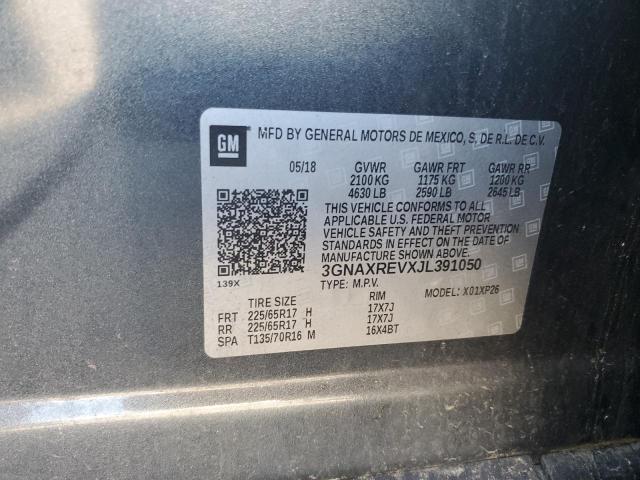 GM MFD BY GENERAL MOTORS DE MEXICO, S. DE R.L. DE C.V.
05/18 GVWR GAWR FRT GAWR RR
2100 KG 1175 KG 1200 KG
4630 LB 2590 LB 2645 LB
THIS VEHICLE CONFORMS TO ALL
APPLICABLE U.S. FEDERAL MOTOR
VEHICLE SAFETY AND THEFT PREVENTION
STANDARDS IN EFFECT ON THE DATE OF
MANUFACTURE SHOWN ABOVE.
3GNAXREVXJL391050
139X TYPE: M.P.V. MODEL: X01XP26
TIRE SIZE RIM
FRT 225/65R17 H 17X7J
RR 225/65R17 H 17X7J
SPA T135/70R16 M 16X4BT